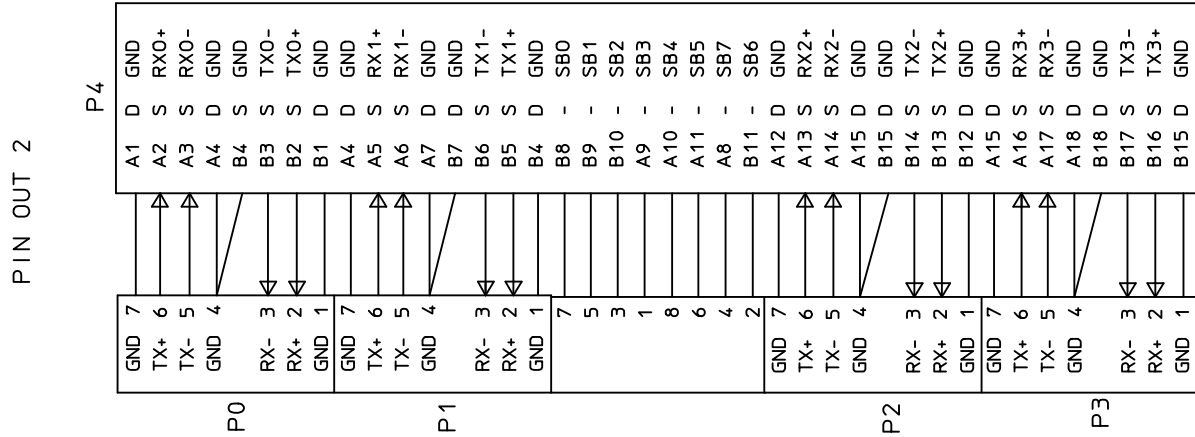 PIN OUT 2
P4
GND 7 A1 D GND
TX+ 6 A2 S RX0+
TX- 5 A3 S RX0-
GND 4 A4 D GND
P0
B4 S GND
RX- 3 B3 S TX0-
RX+ 2 B2 S TX0+
GND 1 B1 D GND
GND 7 A4 D GND
TX+ 6 A5 S RX1+
TX- 5 A6 S RX1-
GND 4 A7 D GND
P1
B7 D GND
RX- 3 B6 S TX1-
RX+ 2 B5 S TX1+
GND 1 B4 D GND
7 B8 - SB0
5 B9 - SB1
3 B10 - SB2
1 A9 - SB3
8 A10 - SB4
6 A11 - SB5
4 A8 - SB7
2 B11 - SB6
GND 7 A12 D GND
TX+ 6 A13 S RX2+
TX- 5 A14 S RX2-
GND 4 A15 D GND
P2
B15 D GND
RX- 3 B14 S TX2-
RX+ 2 B13 S TX2+
GND 1 B12 D GND
GND 7 A15 D GND
TX+ 6 A16 S RX3+
TX- 5 A17 S RX3-
GND 4 A18 D GND
P3
B18 D GND
RX- 3 B17 S TX3-
RX+ 2 B16 S TX3+
GND 1 B15 D GND